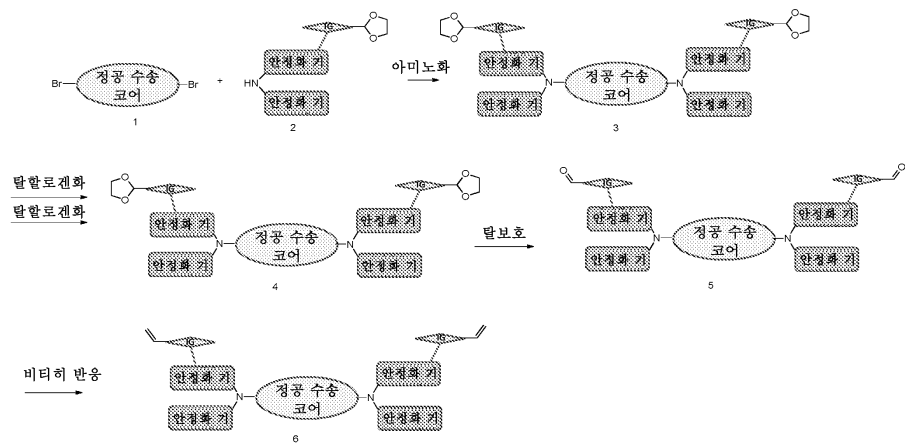 IG
O
O
O
O
IG
IG
O
O
정공 수송
코어
Br
Br
+
안정화 기
HN
안정화 기
아미노화
안정화 기
안정화 기
N
정공 수송
코어
N
안정화 기
안정화 기
1
2
3
탈할로겐화
탈할로겐화
O
O
IG
IG
O
O
안정화 기
안정화 기
N
정공 수송
코어
N
안정화 기
안정화 기
4
탈보호
O
IG
IG
O
안정화 기
안정화 기
N
정공 수송
코어
N
안정화 기
안정화 기
5
비티히 반응
IG
IG
안정화 기
안정화 기
N
정공 수송
코어
N
안정화 기
안정화 기
6